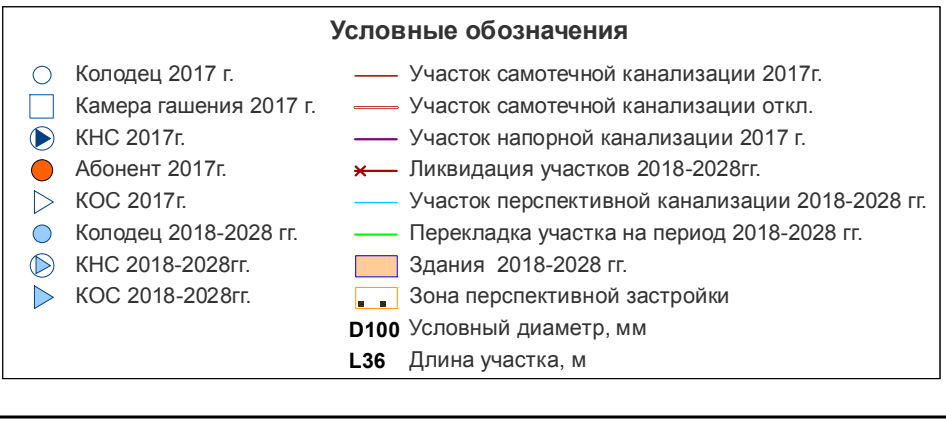 Условные обозначения
Колодец 2017 г.
Камера гашения 2017 г.
КНС 2017г.
Абонент 2017г.
КОС 2017г.
Колодец 2018-2028 гг.
КНС 2018-2028гг.
КОС 2018-2028гг.
Участок самотечной канализации 2017г.
Участок самотечной канализации откл.
Участок напорной канализации 2017 г.
Ликвидация участков 2018-2028гг.
Участок перспективной канализации 2018-2028 гг.
Перекладка участка на период 2018-2028 гг.
Здания 2018-2028 гг.
Зона перспективной застройки
D100 Условный диаметр, мм
L36 Длина участка, м